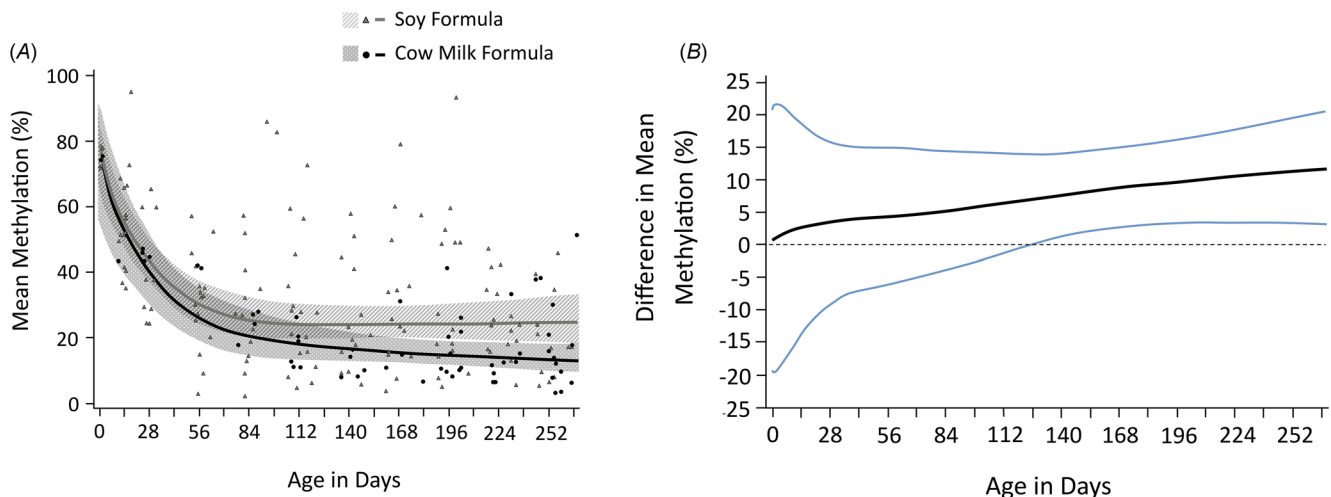 Soy Formula
Cow Milk Formula
(A)
Mean Methylation (%)
100
80
60
40
20
0
0 28 56 84 112 140 168 196 224 252
Age in Days
(B)
Difference in Mean
Methylation (%)
25
20
15
10
5
0
-5
-10
-15
-20
-25
0 28 56 84 112 140 168 196 224 252
Age in Days